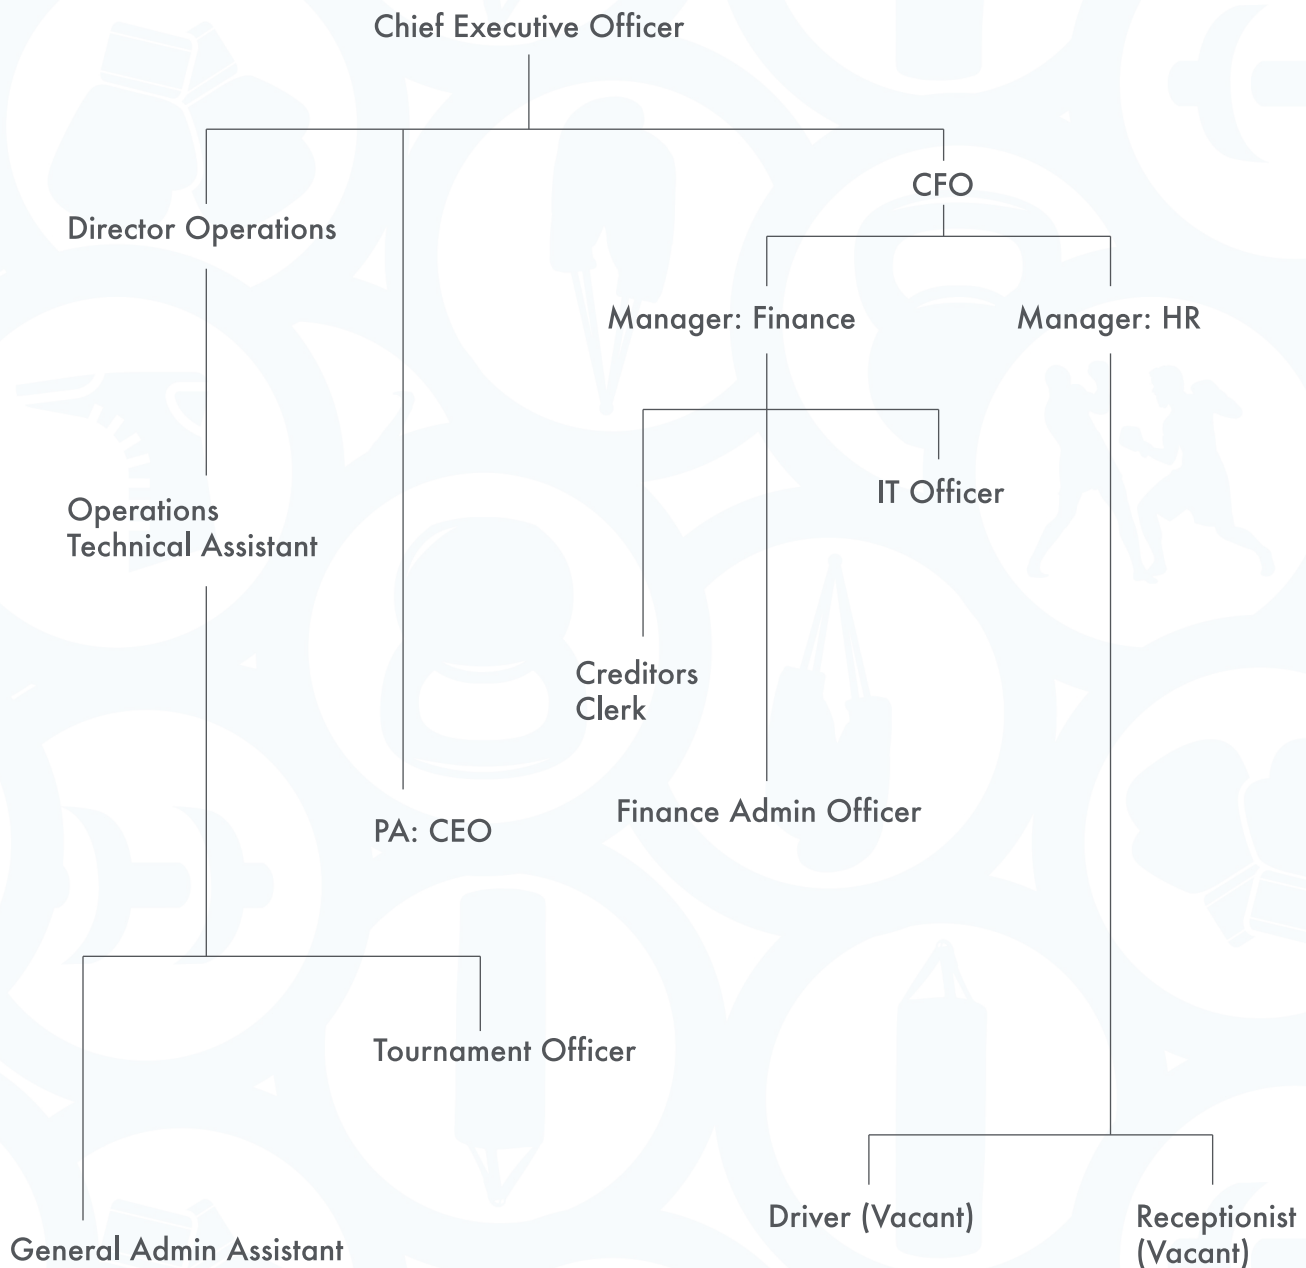 Chief Executive Officer
CFO
Director Operations
Manager: Finance
Manager: HR
IT Officer
Operations
Technical Assistant
Creditors
Clerk
Finance Admin Officer
PA: CEO
Tournament Officer
Driver (Vacant)
Receptionist
(Vacant)
General Admin Assistant